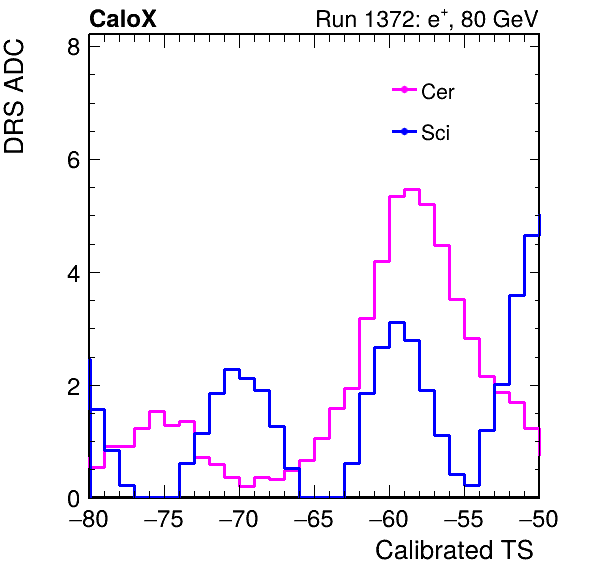 CaloX Run 1372: e⁺, 80 GeV
DRS ADC
8
6
4
2
0
Cer
Sci
−80 −75 −70 −65 −60 −55 −50
Calibrated TS